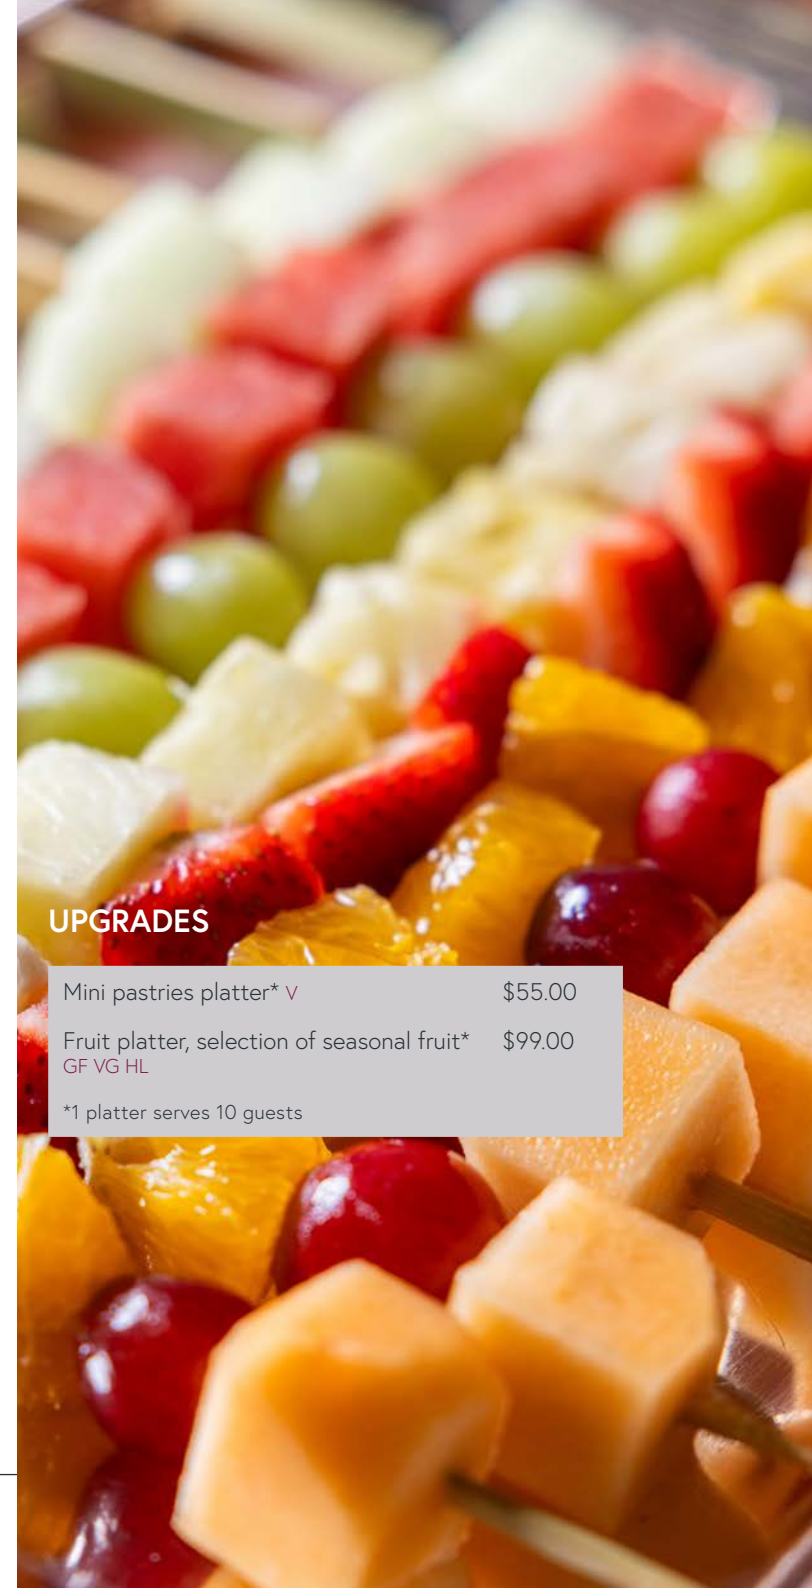 UPGRADES
Mini pastries platter* V $55.00
Fruit platter, selection of seasonal fruit* $99.00
GF VG HL
*1 platter serves 10 guests